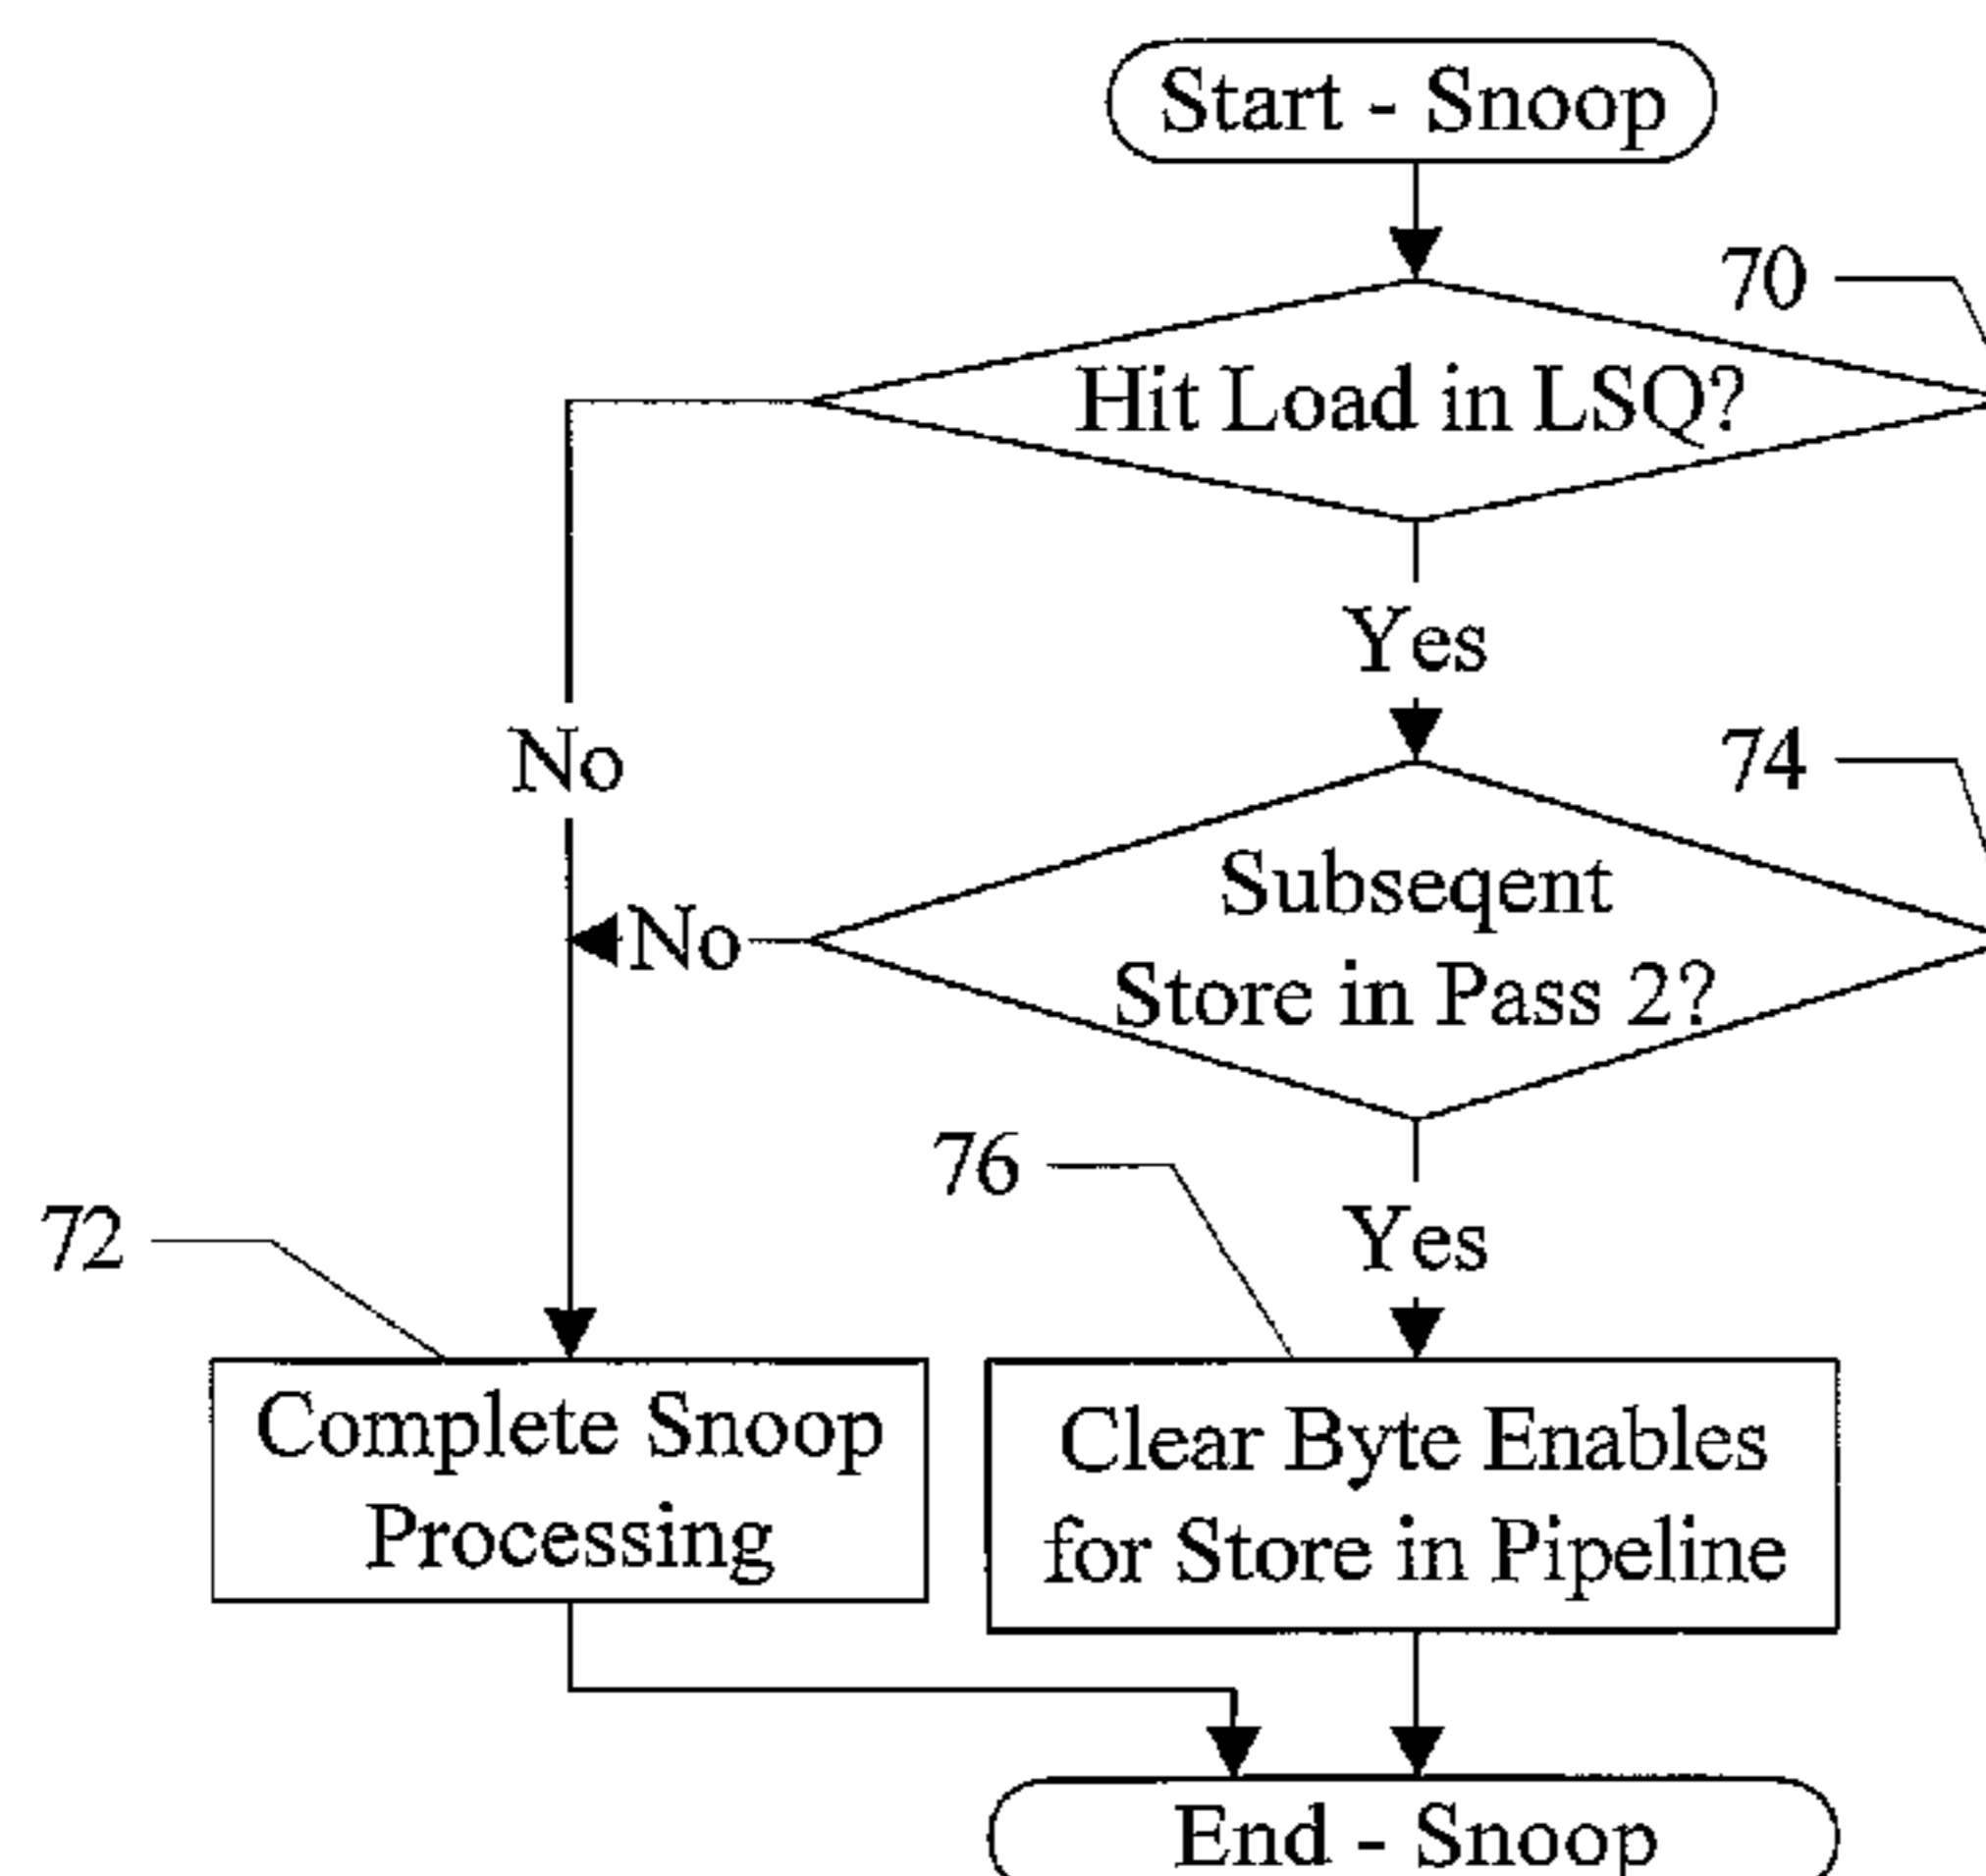 Start - Snoop
70
Hit Load in LSQ?
Yes
No
74
Subseqent
No
Store in Pass 2?
76
72
Yes
Complete Snoop
Processing
Clear Byte Enables
for Store in Pipeline
End - Snoop